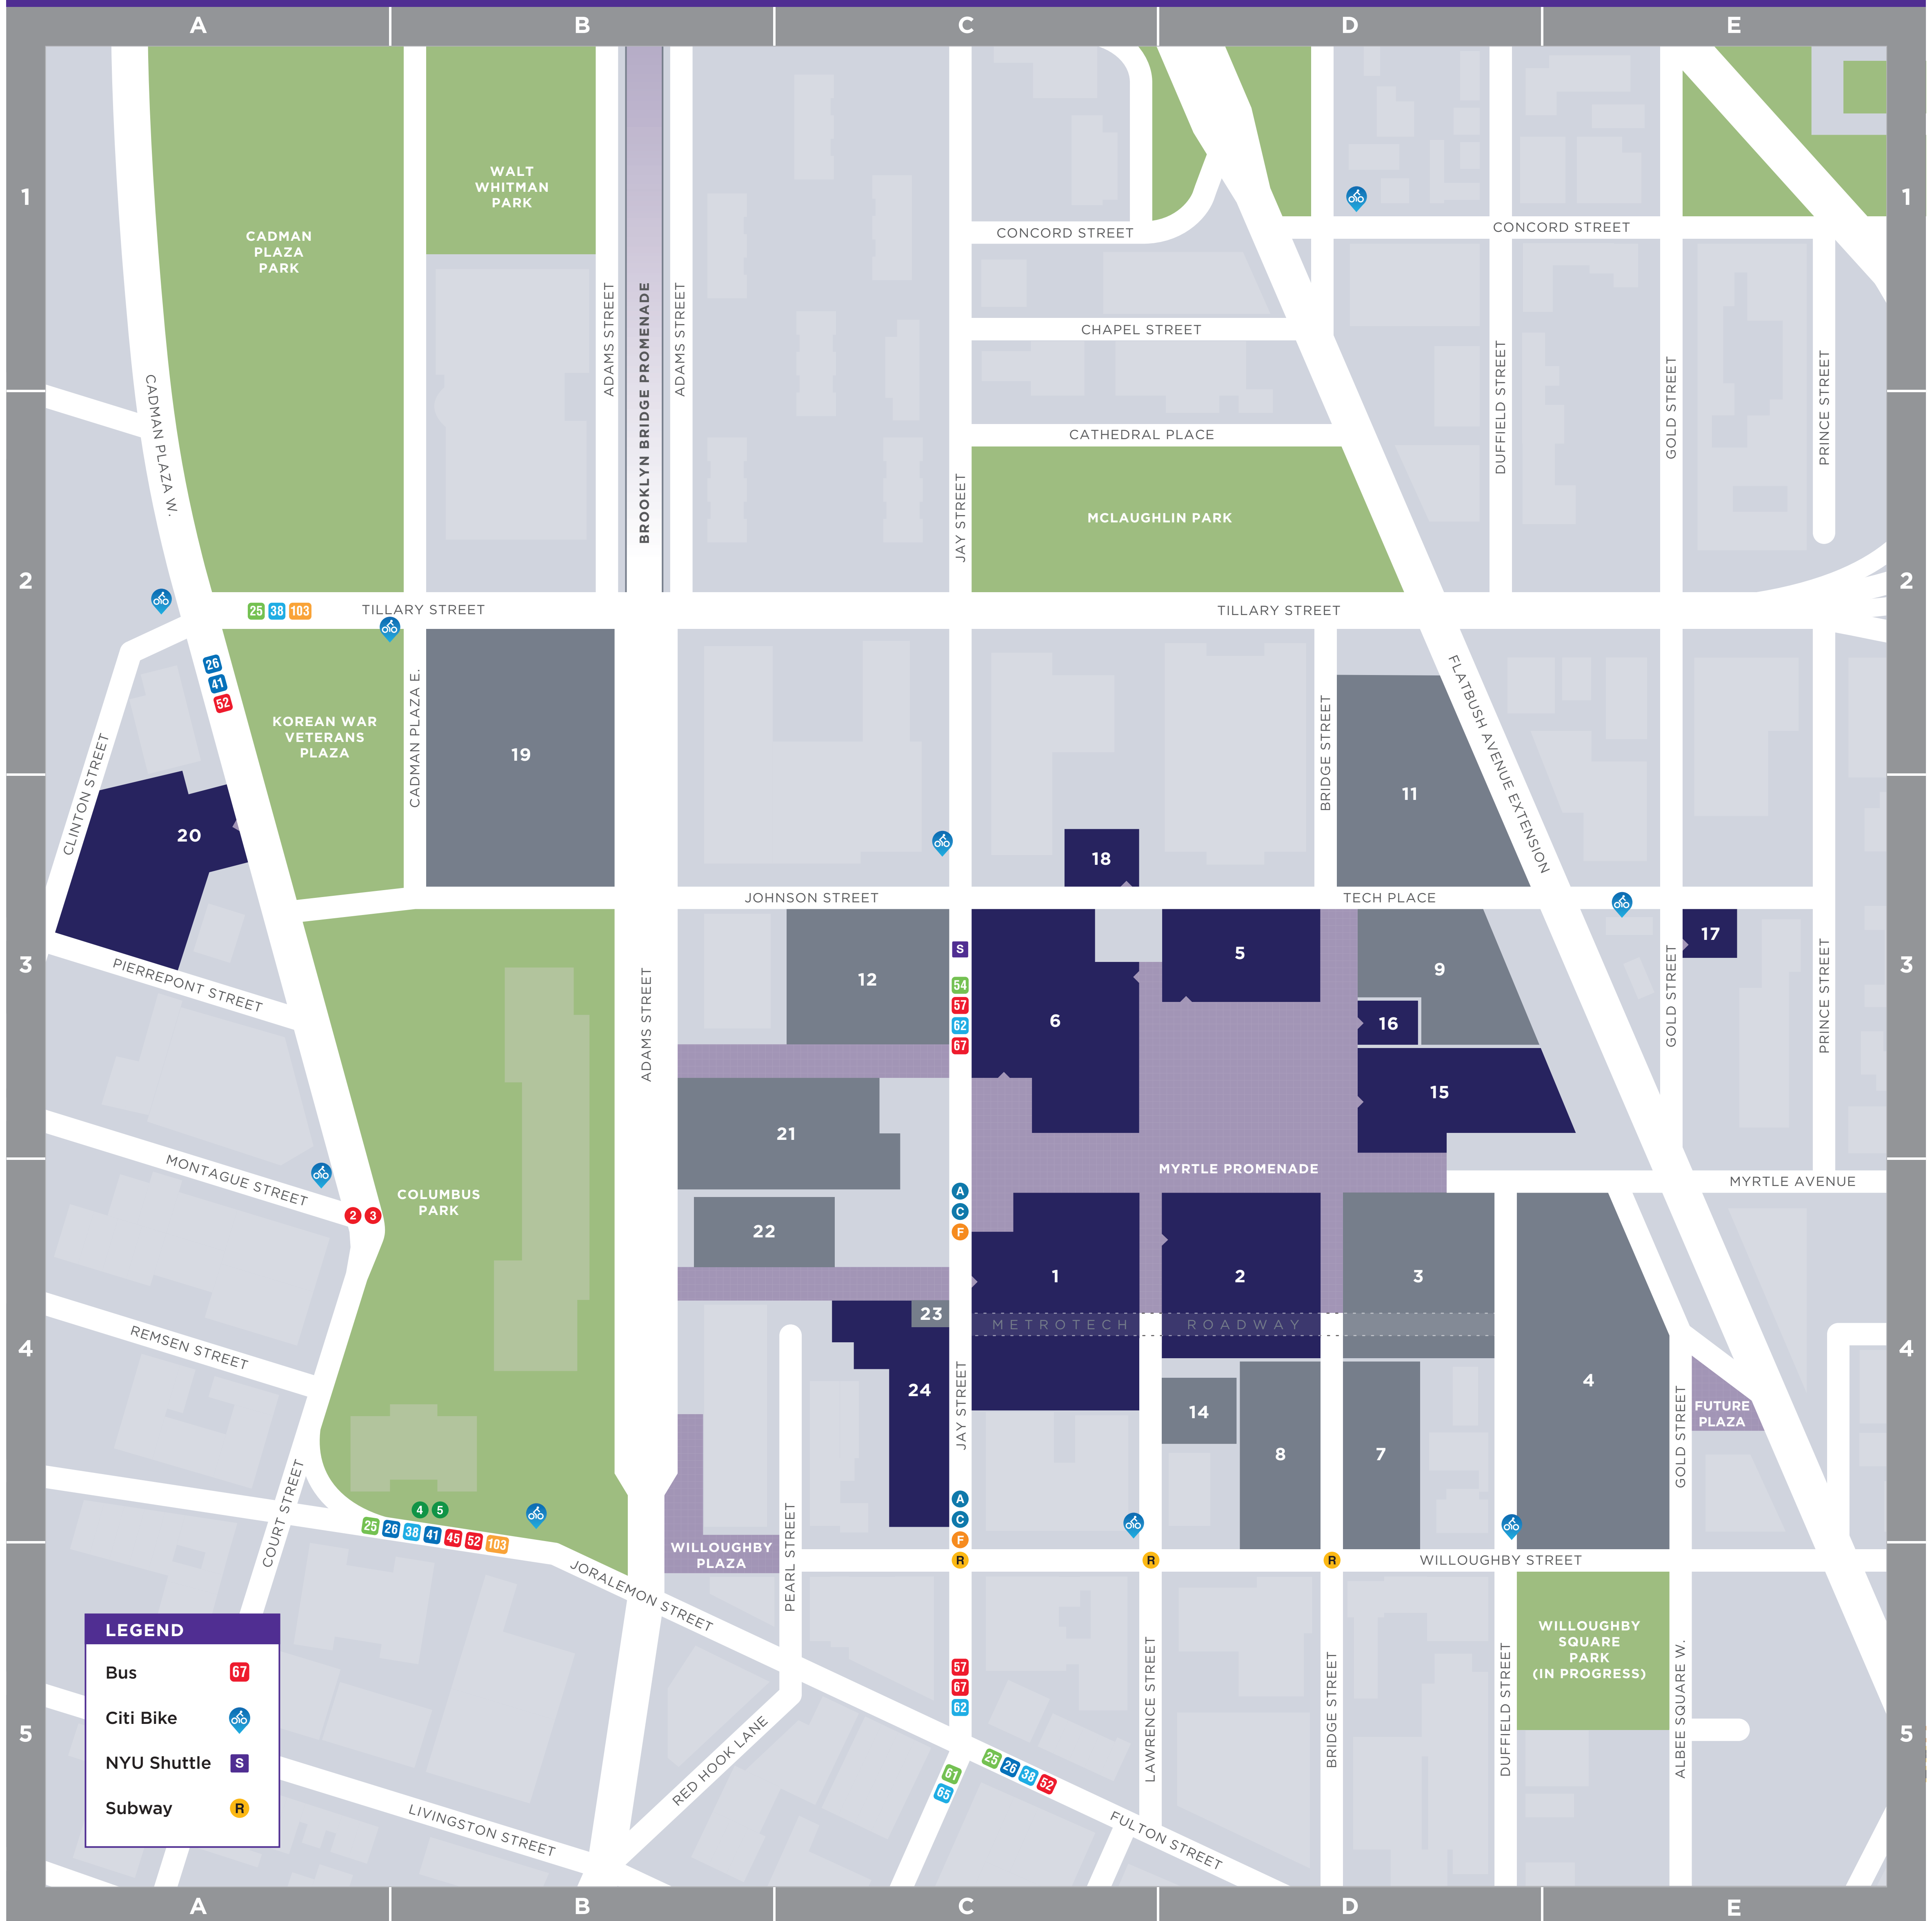 A
B
C
D
E
1
1
WALT
WHITMAN
PARK
CADMAN
PLAZA
PARK
CONCORD STREET
CONCORD STREET
ADAMS STREET
BROOKLYN BRIDGE PROMENADE
ADAMS STREET
CHAPEL STREET
CADMAN PLAZA W.
DUFFIELD STREET
GOLD STREET
PRINCE STREET
CATHEDRAL PLACE
JAY STREET
MCLAUGHLIN PARK
2
2
25 38 103
TILLARY STREET
TILLARY STREET
26
41
52
KOREAN WAR
VETERANS
PLAZA
CADMAN PLAZA E.
19
BRIDGE STREET
FLATBUSH AVENUE EXTENSION
11
CLINTON STREET
20
18
JOHNSON STREET
TECH PLACE
3
3
PIERREPONT STREET
ADAMS STREET
12
S
54
57
62
67
6
5
9
16
15
17
GOLD STREET
PRINCE STREET
21
MONTAGUE STREET
2 3
COLUMBUS
PARK
MYRTLE PROMENADE
MYRTLE AVENUE
A
C
F
22
1
2
3
4
4
REMSEN STREET
23
METROTECH ROADWAY
24
JAY STREET
4
14
8
7
GOLD STREET
FUTURE
PLAZA
COURT STREET
4 5
25 26 38 41 45 52 103
A
C
F
R
R
R
WILLOUGHBY
PLAZA
PEARL STREET
WILLOUGHBY STREET
JORALEMON STREET
WILLOUGHBY
SQUARE
PARK
(IN PROGRESS)
LEGEND
Bus 67
Citi Bike
NYU Shuttle S
Subway R
57
67
62
5
5
LAWRENCE STREET
BRIDGE STREET
DUFFIELD STREET
ALBEE SQUARE W.
RED HOOK LANE
25 26 38 52
61
65
LIVINGSTON STREET
FULTON STREET
A
B
C
D
E